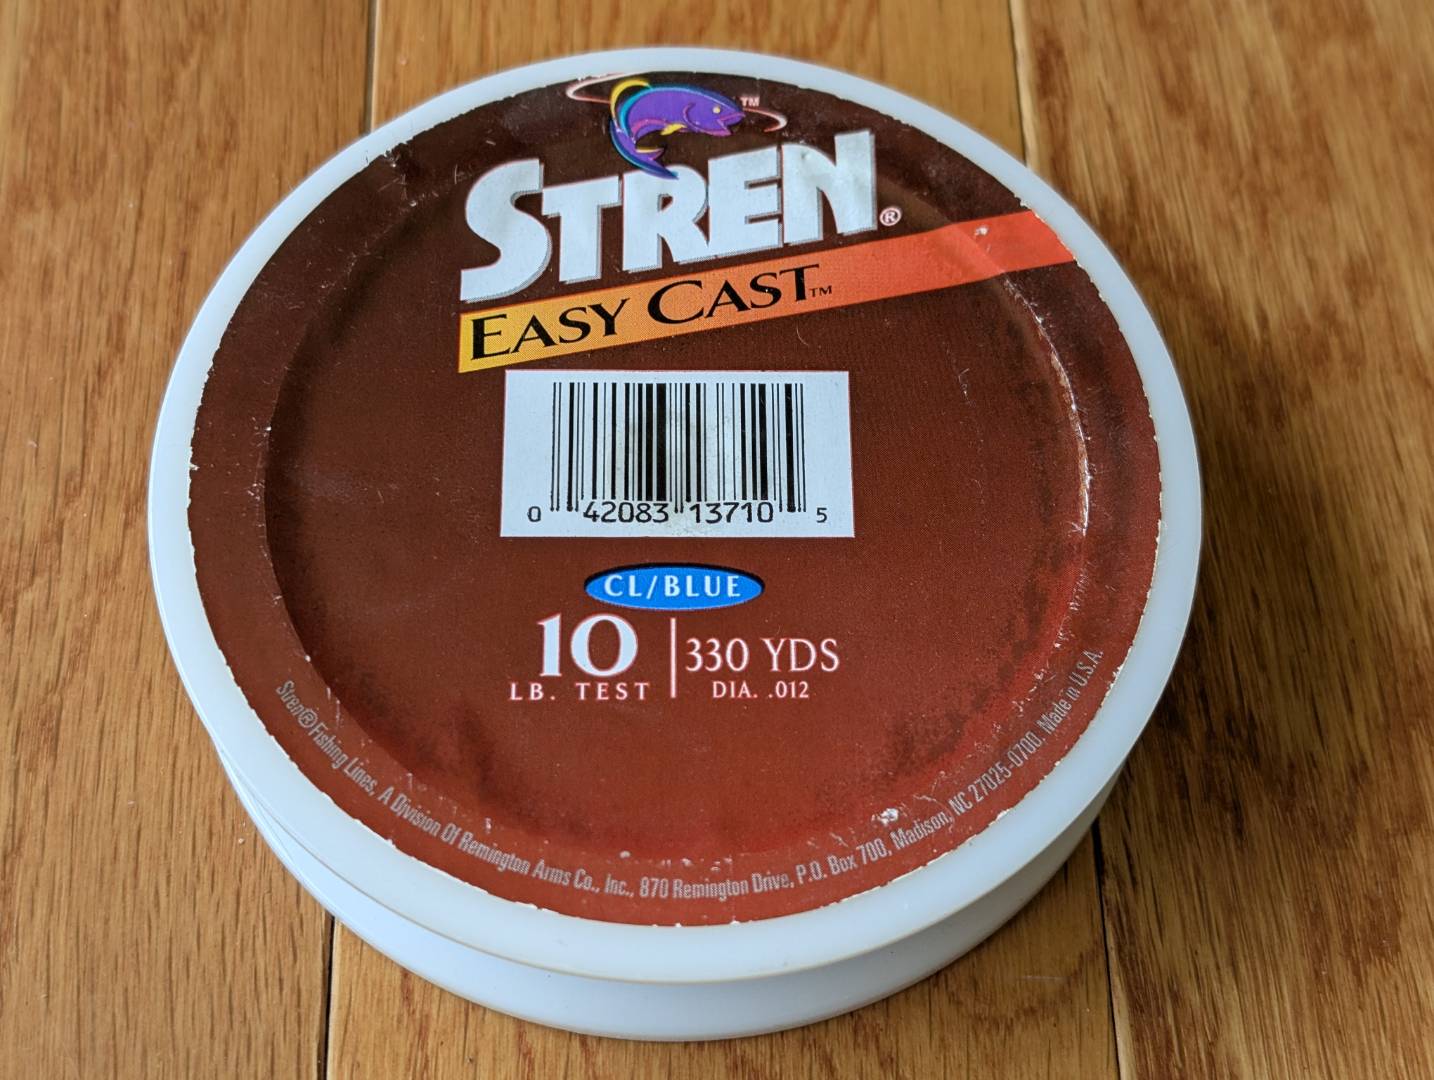 TM
STREN®
EASY CAST™
0 42083 13710 5
CL/BLUE
10
LB. TEST
330 YDS
DIA. .012
Stren® Fishing Lines, A Division Of Remington Arms Co., Inc., 870 Remington Drive, P.O. Box 700, Madison, NC 27025-0700. Made in U.S.A.